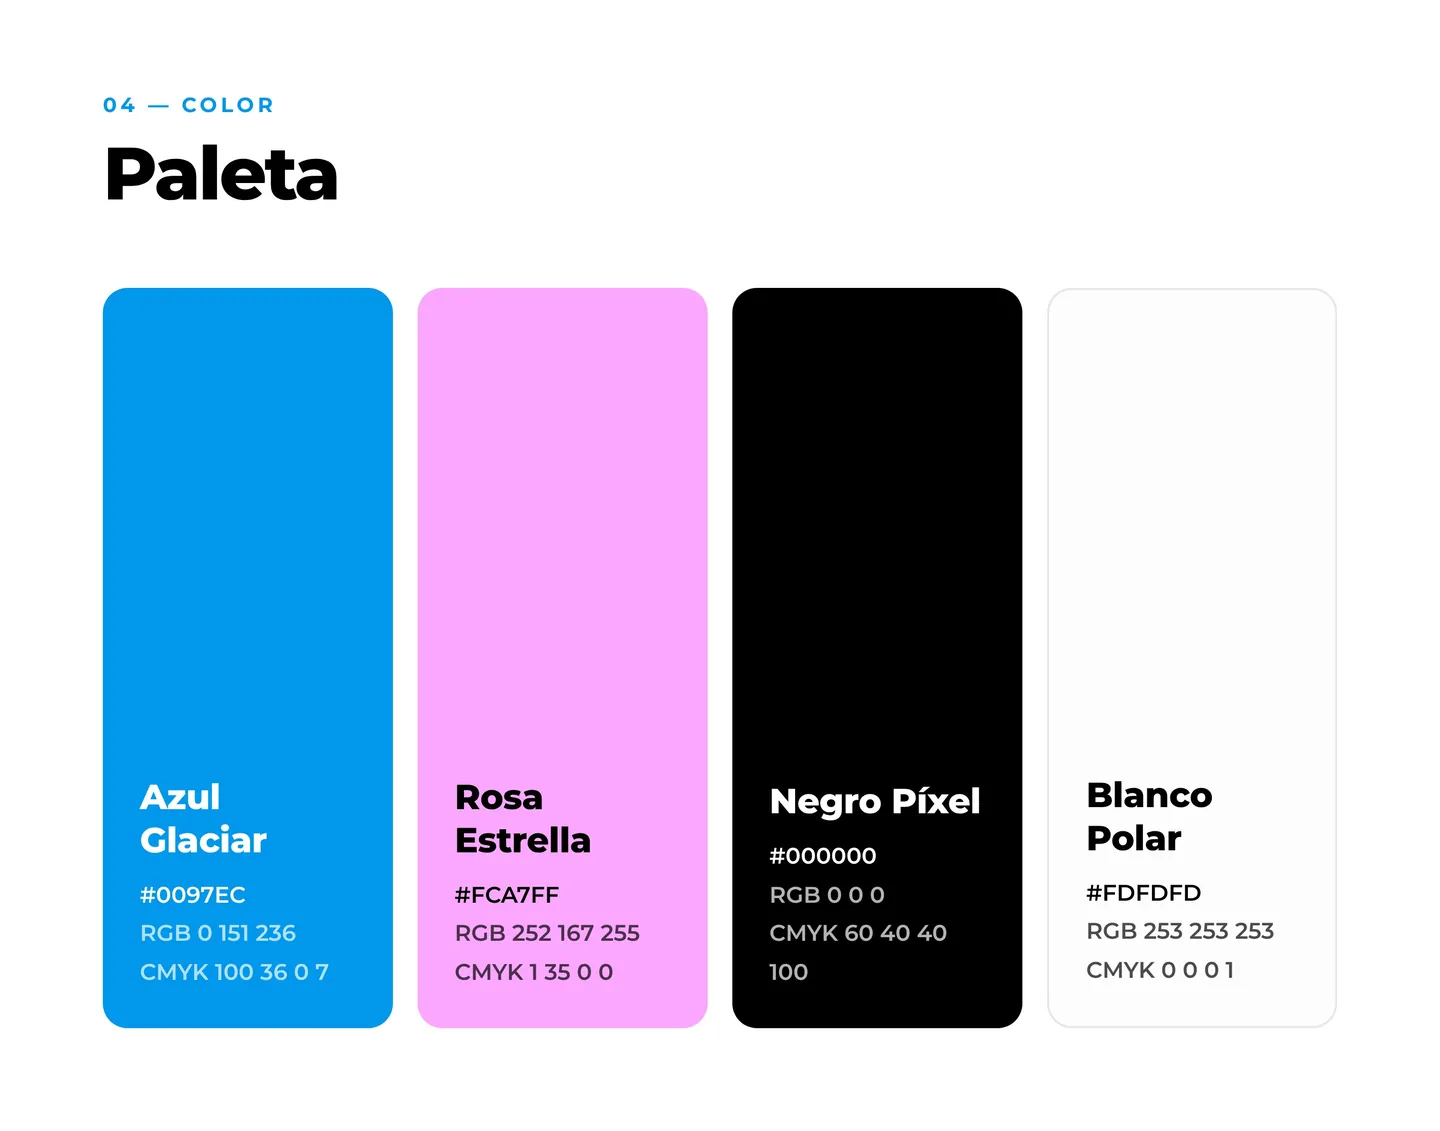 04 — COLOR
Paleta
Azul
Glaciar
#0097EC
RGB 0 151 236
CMYK 100 36 0 7
Rosa
Estrella
#FCA7FF
RGB 252 167 255
CMYK 1 35 0 0
Negro Píxel
#000000
RGB 0 0 0
CMYK 60 40 40
100
Blanco
Polar
#FDFDFD
RGB 253 253 253
CMYK 0 0 0 1